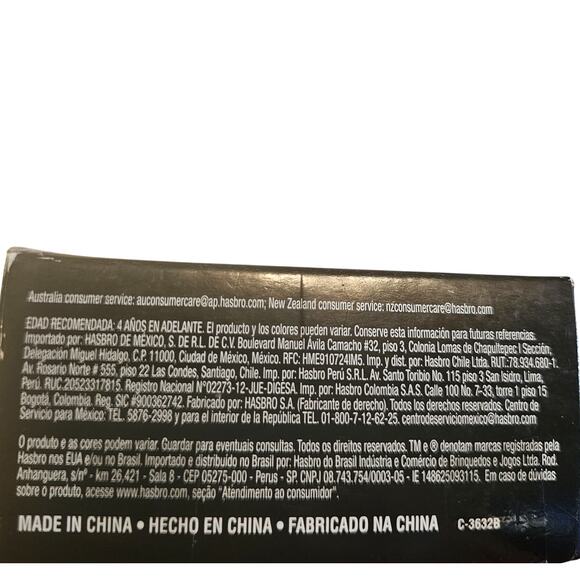 Australia consumer service: auconsumercare@ap.hasbro.com; New Zealand consumer service: nzconsumercare@hasbro.com
EDAD RECOMENDADA: 4 AÑOS EN ADELANTE. El producto y los colores pueden variar. Conserve esta información para futuras referencias.
Importado por: HASBRO DE MÉXICO, S. DE R.L. DE C.V. Boulevard Manuel Ávila Camacho #32, piso 3, Colonia Lomas de Chapultepec I Sección,
Delegación Miguel Hidalgo, C.P. 11000, Ciudad de México, México. RFC: HME910724IM5. Imp. y dist. por: Hasbro Chile Ltda. RUT:78.934.680-1.
Av. Rosario Norte # 555, piso 22 Las Condes, Santiago, Chile. Imp. por: Hasbro Perú S.R.L. Av. Santo Toribio No. 115 piso 3 San Isidro, Lima,
Perú. RUC.20523317815. Registro Nacional N°02273-12-JUE-DIGESA. Imp. por: Hasbro Colombia S.A.S. Calle 100 No. 7-33, torre 1 piso 15
Bogotá, Colombia. Reg. SIC #900362742. Fabricado por: HASBRO S.A. (Fabricante de derecho). Todos los derechos reservados. Centro de
Servicio para México: TEL. 5876-2998 y para el interior de la República TEL. 01-800-7-12-62-25. centrodeserviciomexico@hasbro.com
O produto e as cores podem variar. Guardar para eventuais consultas. Todos os direitos reservados. TM e ® denotam marcas registradas pela
Hasbro nos EUA e/ou no Brasil. Importado e distribuído no Brasil por: Hasbro do Brasil Indústria e Comércio de Brinquedos e Jogos Ltda. Rod.
Anhanguera, s/nº - km 26,421 - Sala 8 - CEP 05275-000 - Perus - SP. CNPJ 08.743.754/0003-05 - IE 148625093115. Em caso de dúvidas
sobre o produto, acesse www.hasbro.com, seção "Atendimento ao consumidor".
MADE IN CHINA • HECHO EN CHINA • FABRICADO NA CHINA C-3632B